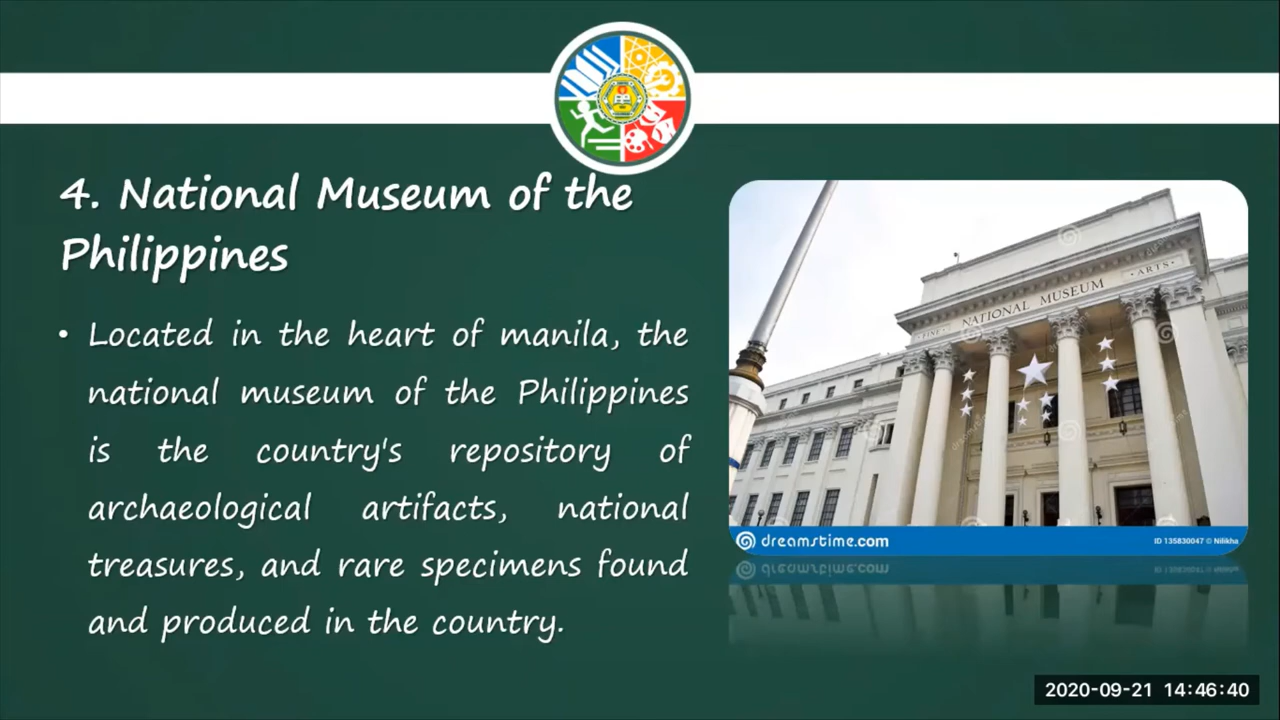 4. National Museum of the
Philippines
• Located in the heart of manila, the
national museum of the Philippines
is the country's repository of
archaeological artifacts, national
treasures, and rare specimens found
and produced in the country.
FINE
NATIONAL MUSEUM
ARTS
dreamstime.com
ID 135830047 © Nilikha
2020-09-21 14:46:40